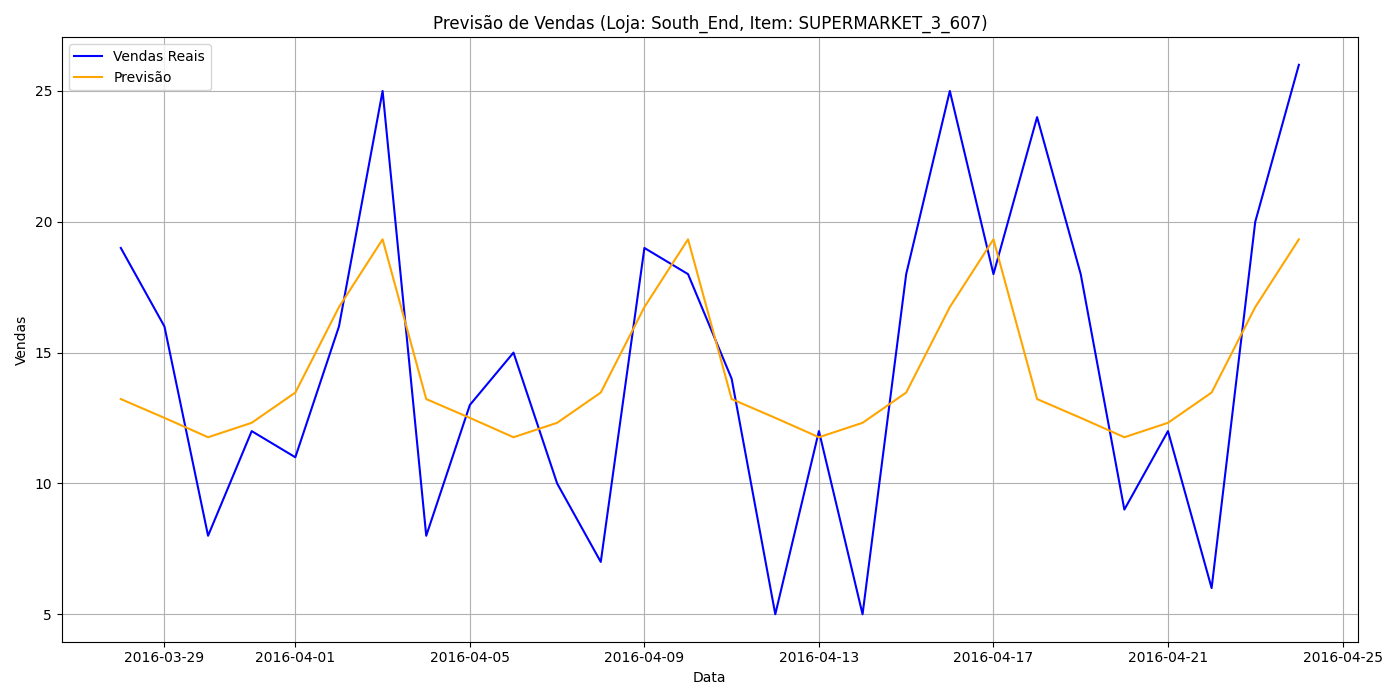 Previsão de Vendas (Loja: South_End, Item: SUPERMARKET_3_607)
Vendas Reais
Previsão
25
20
15
10
5
Vendas
2016-03-29 2016-04-01 2016-04-05 2016-04-09 2016-04-13 2016-04-17 2016-04-21 2016-04-25
Data